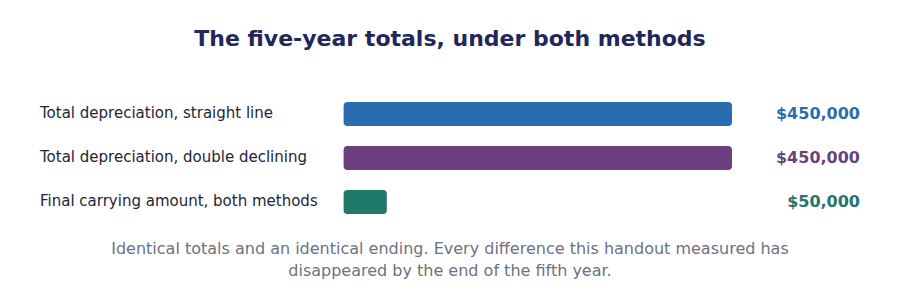 The five-year totals, under both methods
Total depreciation, straight line $450,000
Total depreciation, double declining $450,000
Final carrying amount, both methods $50,000
Identical totals and an identical ending. Every difference this handout measured has
disappeared by the end of the fifth year.